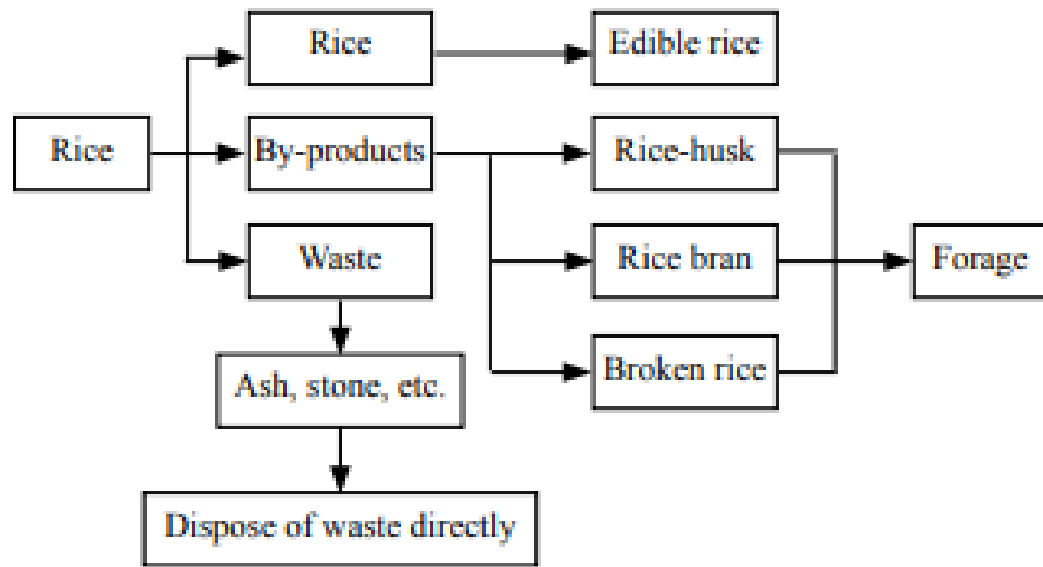 Rice
Edible rice
Rice
By-products
Rice-husk
Waste
Rice bran
Forage
Ash, stone, etc.
Broken rice
Dispose of waste directly